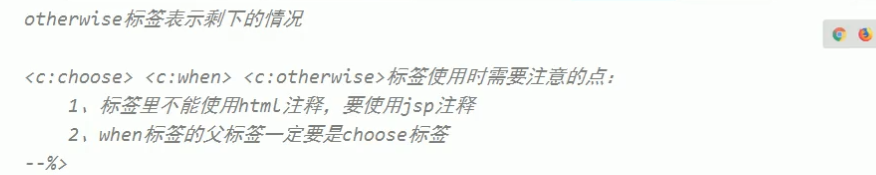 otherwise标签表示剩下的情况
<c:choose> <c:when> <c:otherwise>标签使用时需要注意的点：
1、标签里不能使用html注释，要使用jsp注释
2、when标签的父标签一定要是choose标签
--%>